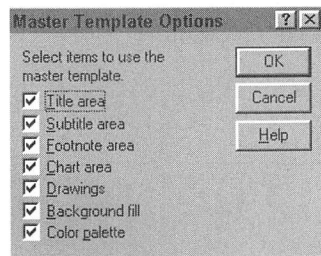 Master Template Options ? ×
Select items to use the
master template.
Title area
Subtitle area
Footnote area
Chart area
Drawings
Background fill
Color palette
OK
Cancel
Help